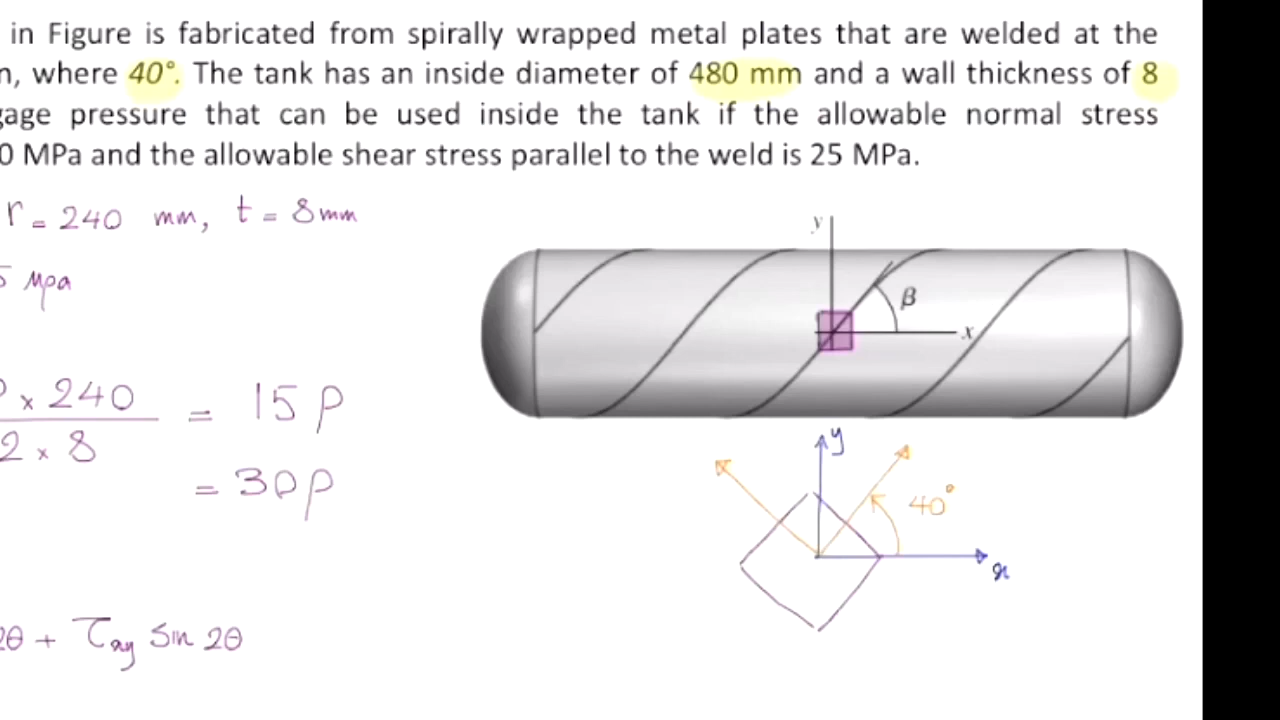 in Figure is fabricated from spirally wrapped metal plates that are welded at the
where 40°. The tank has an inside diameter of 480 mm and a wall thickness of 8
gage pressure that can be used inside the tank if the allowable normal stress
0 MPa and the allowable shear stress parallel to the weld is 25 MPa.
r = 240 mm, t = 8mm
y
5 Mpa
β
x
p x 240
= 15 p
2 x 8
y
= 30p
40°
x
2θ + τxy Sin 2θ